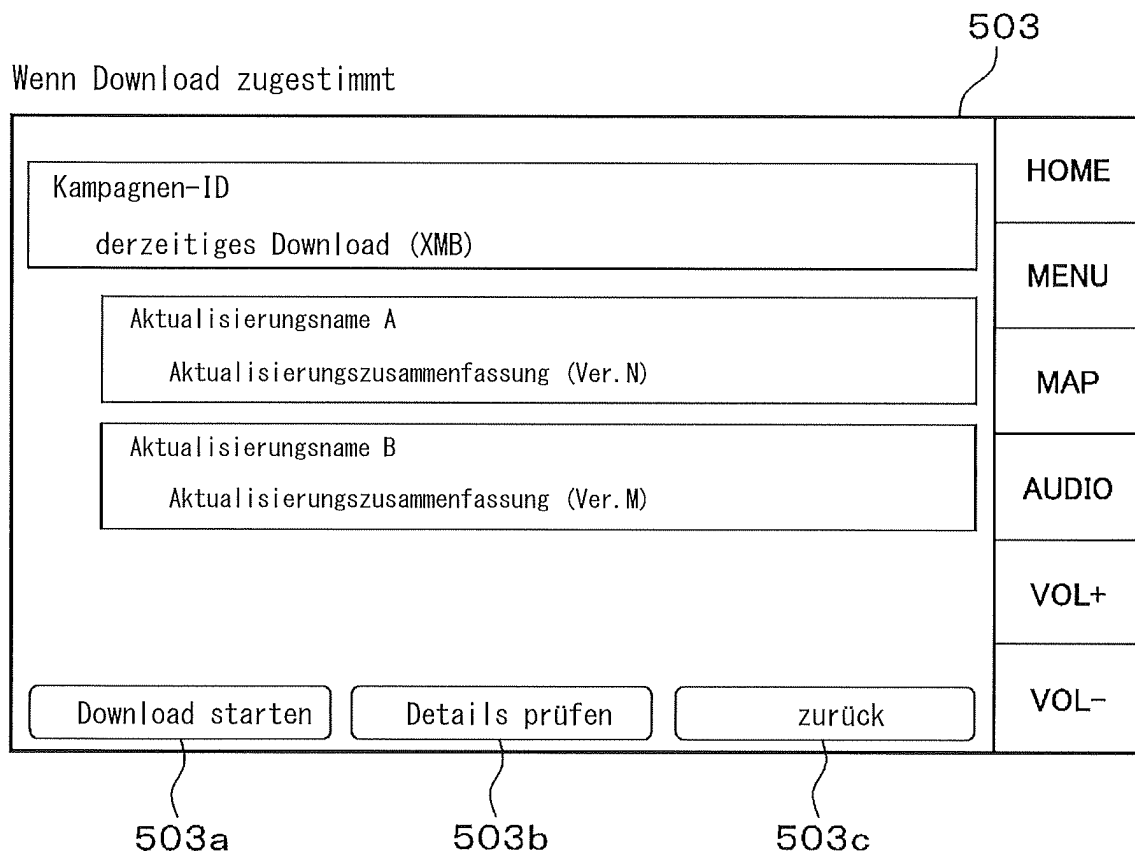 503
Wenn Download zugestimmt
Kampagnen-ID
derzeitiges Download (XMB)
Aktualisierungsname A
Aktualisierungszusammenfassung (Ver.N)
Aktualisierungsname B
Aktualisierungszusammenfassung (Ver.M)
Download starten
Details prüfen
zurück
HOME
MENU
MAP
AUDIO
VOL+
VOL-
503a
503b
503c